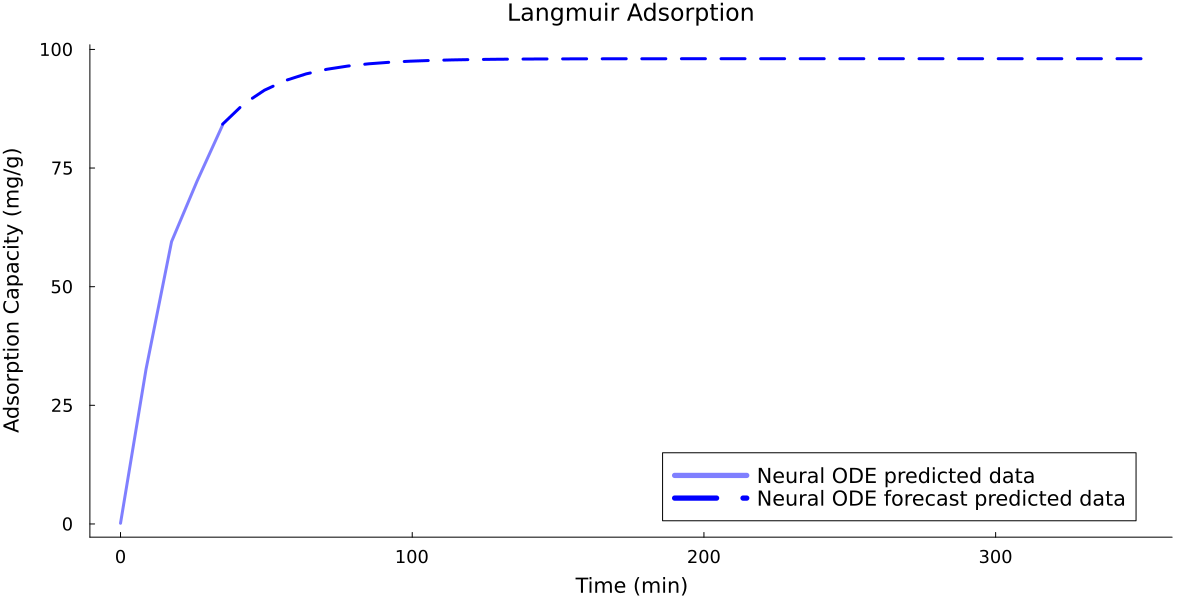 Langmuir Adsorption
Adsorption Capacity (mg/g)
100
75
50
25
0
Neural ODE predicted data
Neural ODE forecast predicted data
0 100 200 300
Time (min)